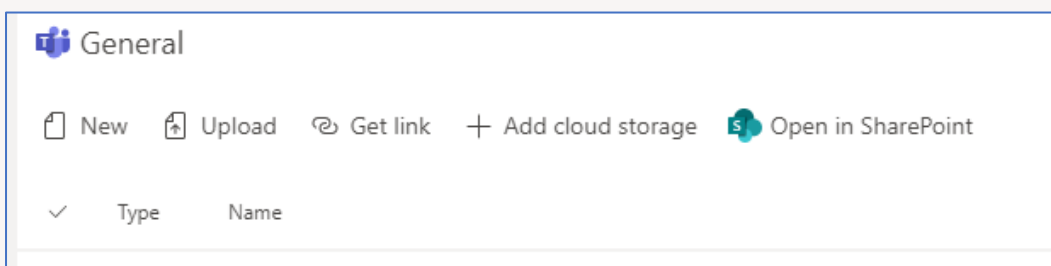 General
New Upload Get link + Add cloud storage Open in SharePoint
Type Name